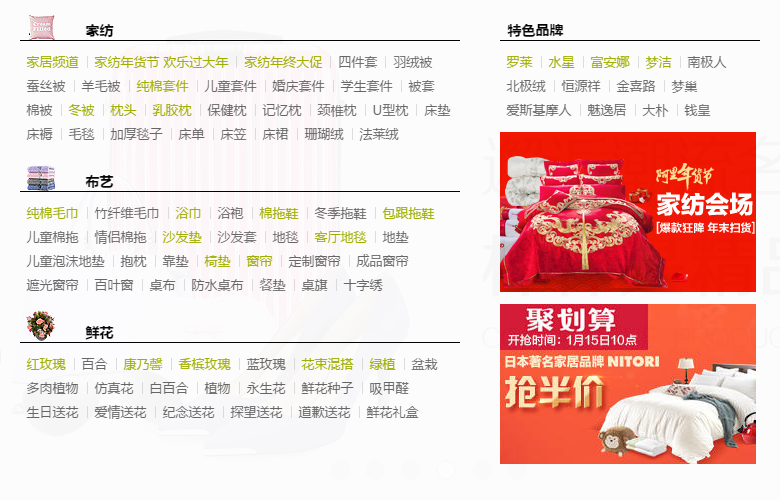 家纺
家居频道 家纺年货节 欢乐过大年 家纺年终大促 四件套 羽绒被
蚕丝被 羊毛被 纯棉套件 儿童套件 婚庆套件 学生套件 被套
棉被 冬被 枕头 乳胶枕 保健枕 记忆枕 颈椎枕 U型枕 床垫
床褥 毛毯 加厚毯子 床单 床笠 床裙 珊瑚绒 法莱绒
布艺
纯棉毛巾 竹纤维毛巾 浴巾 浴袍 棉拖鞋 冬季拖鞋 包跟拖鞋
儿童棉拖 情侣棉拖 沙发垫 沙发套 地毯 客厅地毯 地垫
儿童泡沫地垫 抱枕 靠垫 椅垫 窗帘 定制窗帘 成品窗帘
遮光窗帘 百叶窗 桌布 防水桌布 餐垫 桌旗 十字绣
鲜花
红玫瑰 百合 康乃馨 香槟玫瑰 蓝玫瑰 花束混搭 绿植 盆栽
多肉植物 仿真花 白百合 植物 永生花 鲜花种子 吸甲醛
生日送花 爱情送花 纪念送花 探望送花 道歉送花 鲜花礼盒
特色品牌
罗莱 水星 富安娜 梦洁 南极人
北极绒 恒源祥 金喜路 梦巢
爱斯基摩人 魅逸居 大朴 钱皇
阿里年货节
家纺会场
[爆款狂降 年末扫货]
聚划算
开抢时间：1月15日10点
日本著名家居品牌 NITORI
抢半价